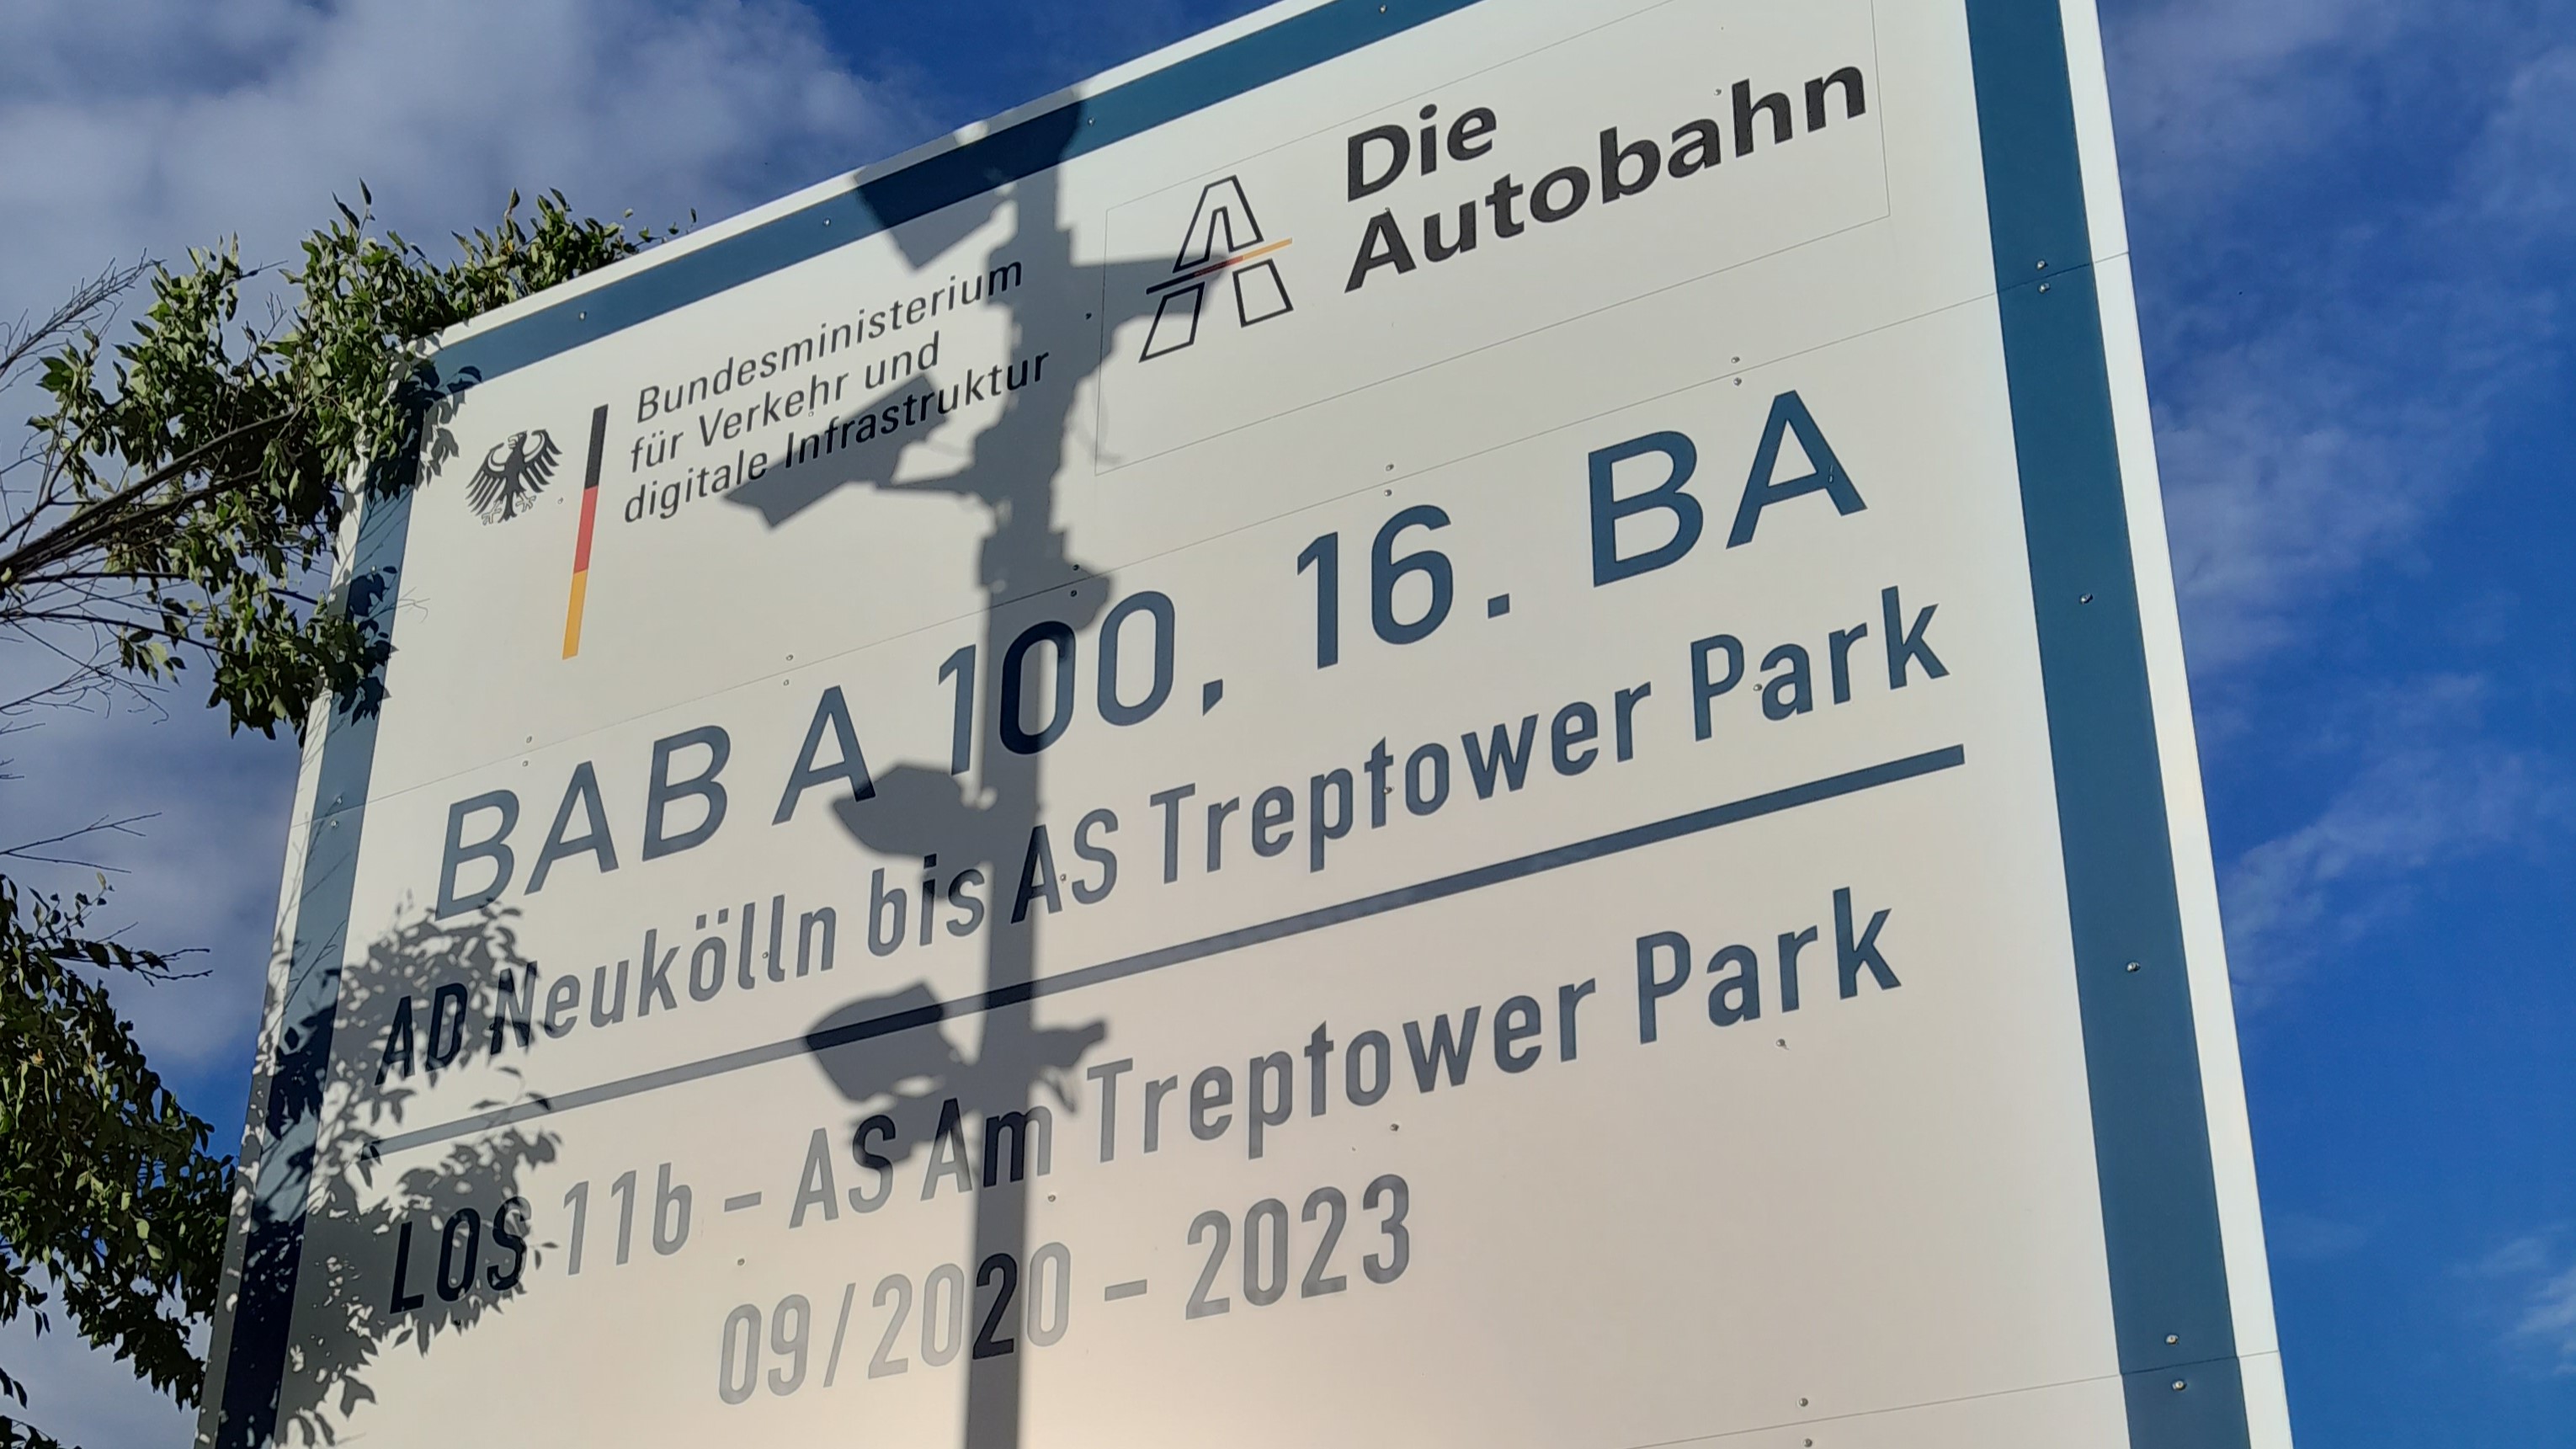 Bundesministerium
für Verkehr und
digitale Infrastruktur
Die
Autobahn
BAB A 100, 16. BA
AD Neukölln bis AS Treptower Park
LOS 11b – AS Am Treptower Park
09/2020 – 2023